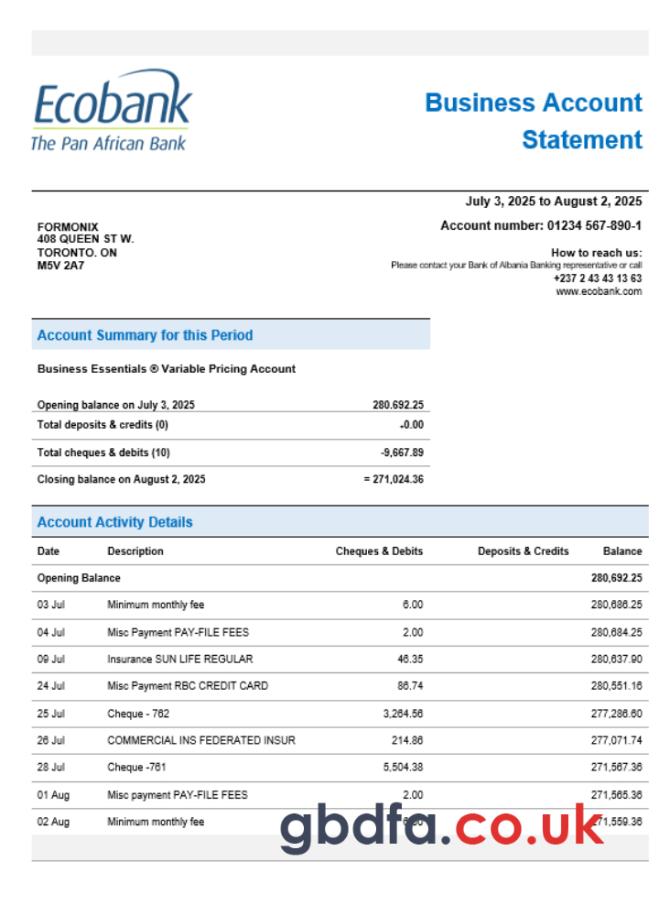 Ecobank
The Pan African Bank
Business Account
Statement
July 3, 2025 to August 2, 2025
Account number: 01234 567-890-1
FORMONIX
408 QUEEN ST W.
TORONTO. ON
M5V 2A7
How to reach us:
Please contact your Bank of Albania Banking representative or call
+237 2 43 43 13 63
www.ecobank.com
Account Summary for this Period
Business Essentials ® Variable Pricing Account
Opening balance on July 3, 2025 280.692.25
Total deposits & credits (0) -0.00
Total cheques & debits (10) -9,667.89
Closing balance on August 2, 2025 = 271,024.36
Account Activity Details
Date Description Cheques & Debits Deposits & Credits Balance
Opening Balance 280,692.25
03 Jul Minimum monthly fee 6.00 280,686.25
04 Jul Misc Payment PAY-FILE FEES 2.00 280,684.25
09 Jul Insurance SUN LIFE REGULAR 46.35 280,637.90
24 Jul Misc Payment RBC CREDIT CARD 86.74 280,551.16
25 Jul Cheque - 762 3,264.56 277,286.60
26 Jul COMMERCIAL INS FEDERATED INSUR 214.86 277,071.74
28 Jul Cheque -761 5,504.38 271,567.36
01 Aug Misc payment PAY-FILE FEES 2.00 271,565.36
02 Aug Minimum monthly fee 271,559.36
gbdfa.co.uk